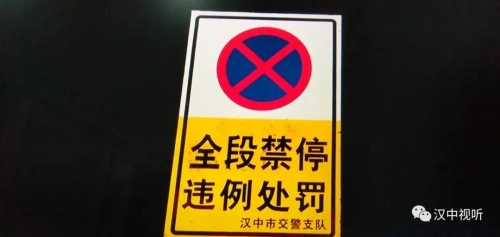 全段禁停
违例处罚
汉中市交警支队
汉中视听